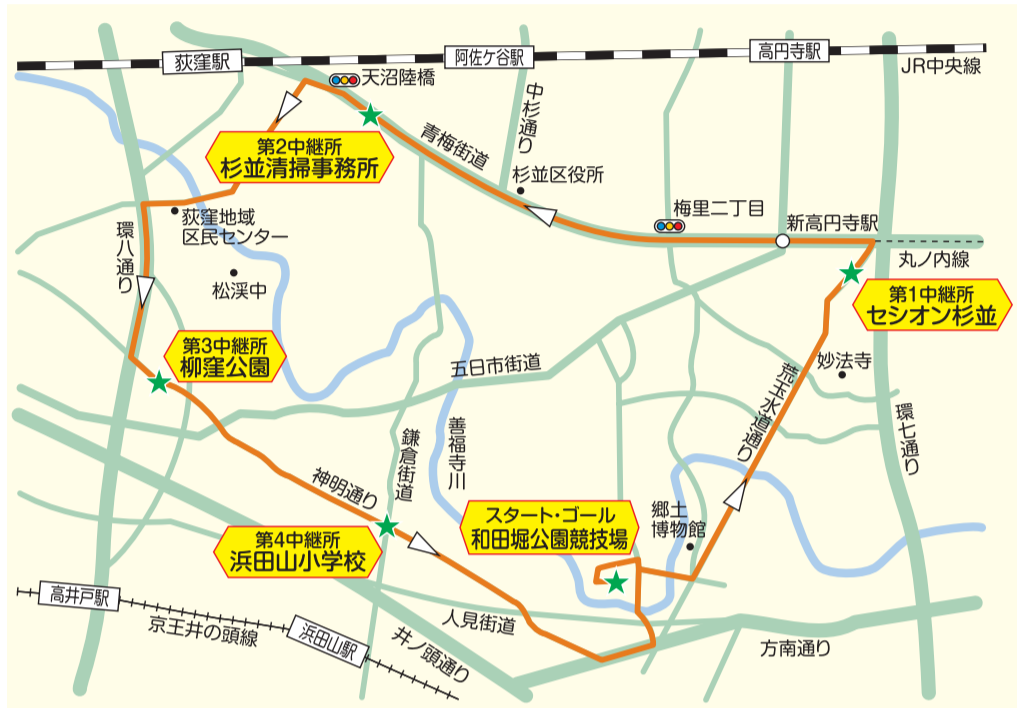 荻窪駅
阿佐ケ谷駅
高円寺駅
JR中央線
天沼陸橋
中杉通り
青梅街道
第2中継所
杉並清掃事務所
杉並区役所
梅里二丁目
新高円寺駅
丸ノ内線
荻窪地域
区民センター
環八通り
松渓中
第1中継所
セシオン杉並
第3中継所
柳窪公園
五日市街道
妙法寺
荒玉水道通り
環七通り
鎌倉街道
善福寺川
神明通り
スタート・ゴール
和田堀公園競技場
郷土
博物館
第4中継所
浜田山小学校
高井戸駅
京王井の頭線
浜田山駅
井ノ頭通り
人見街道
方南通り